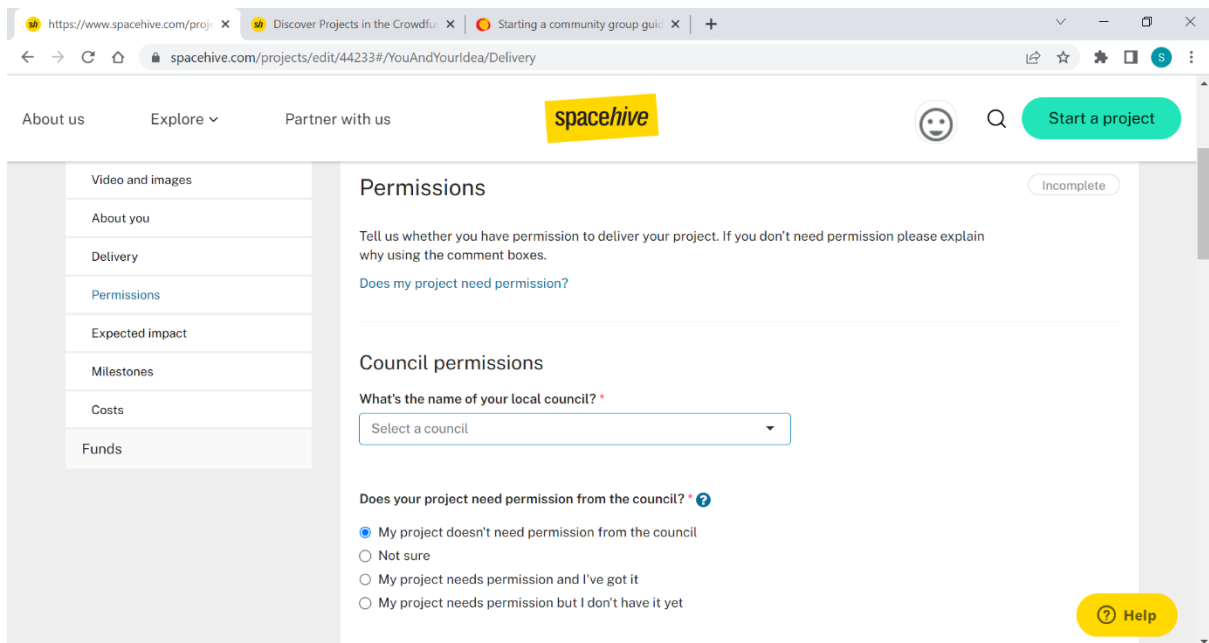 sh https://www.spacehive.com/proje
sh Discover Projects in the Crowdfu
Starting a community group guid
spacehive.com/projects/edit/44233#/YouAndYourIdea/Delivery
S
About us
Explore
Partner with us
spacehive
Start a project
Video and images
About you
Delivery
Permissions
Expected impact
Milestones
Costs
Funds
Permissions
Incomplete
Tell us whether you have permission to deliver your project. If you don't need permission please explain
why using the comment boxes.
Does my project need permission?
Council permissions
What's the name of your local council? *
Select a council
Does your project need permission from the council? * ?
My project doesn't need permission from the council
Not sure
My project needs permission and I've got it
My project needs permission but I don't have it yet
? Help